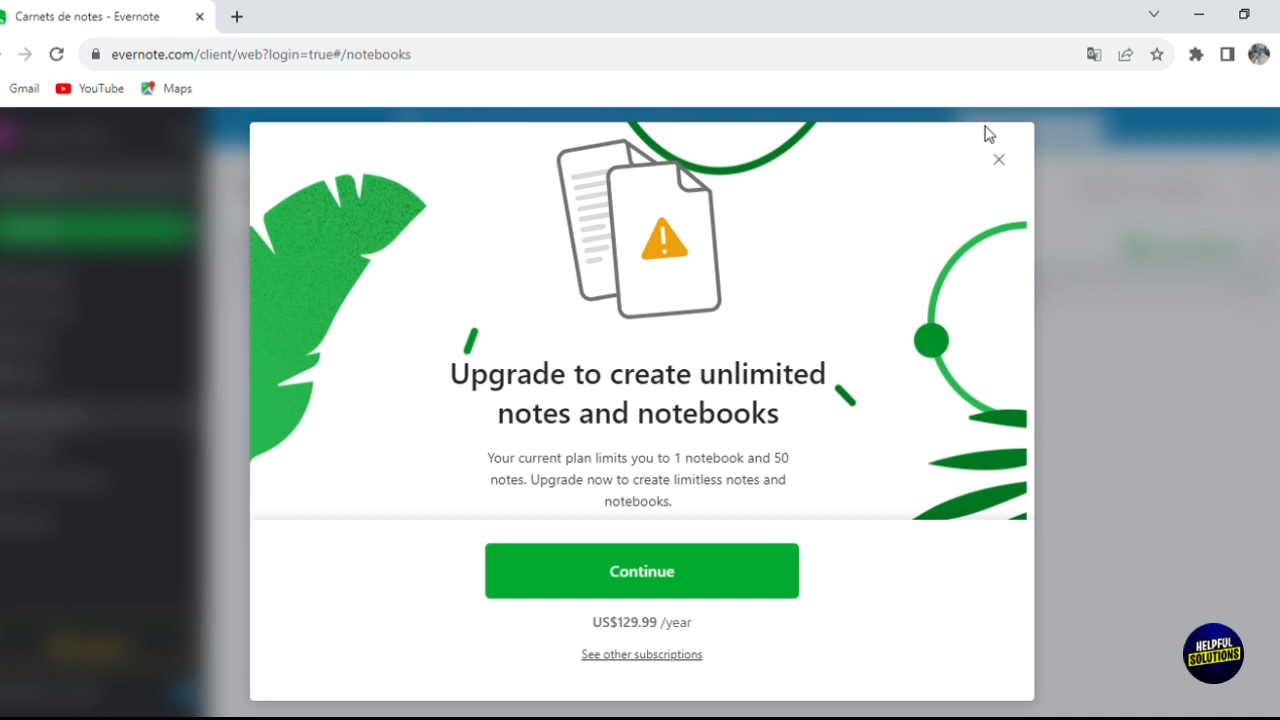 Carnets de notes - Evernote
evernote.com/client/web?login=true#/notebooks
Gmail YouTube Maps
Upgrade to create unlimited
notes and notebooks
Your current plan limits you to 1 notebook and 50
notes. Upgrade now to create limitless notes and
notebooks.
Continue
US$129.99 /year
See other subscriptions
HELPFUL
SOLUTIONS